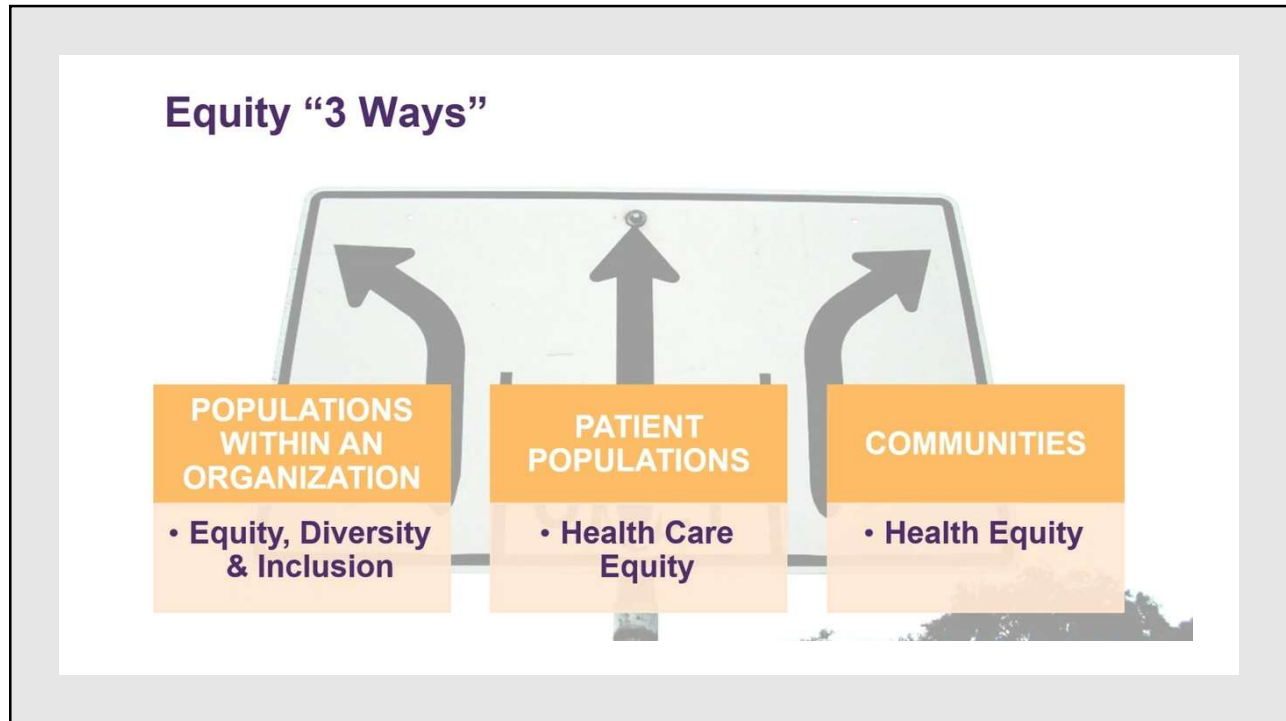 Equity “3 Ways”
POPULATIONS
WITHIN AN
ORGANIZATION
• Equity, Diversity
& Inclusion
PATIENT
POPULATIONS
• Health Care
Equity
COMMUNITIES
• Health Equity